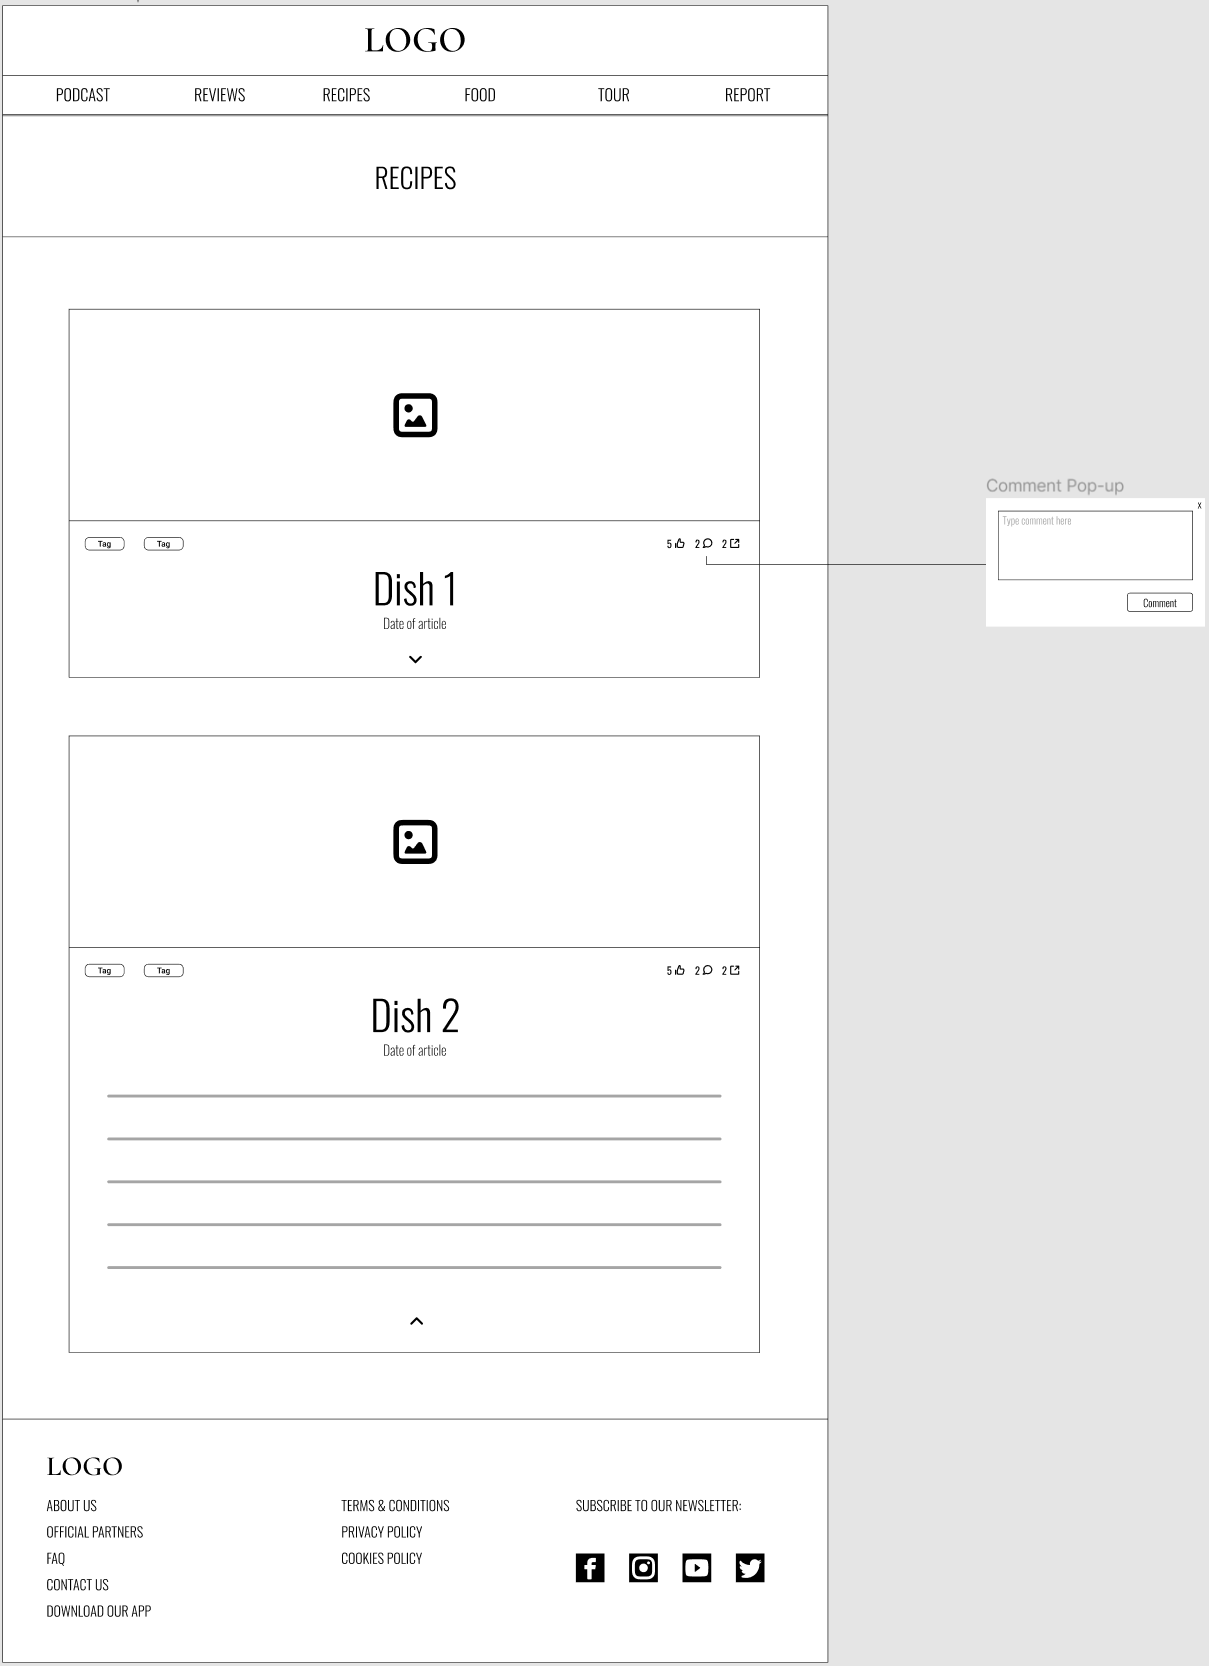 LOGO
PODCAST REVIEWS RECIPES FOOD TOUR REPORT
RECIPES
Tag Tag 5 2 2
Dish 1
Date of article
Comment Pop-up
X
Type comment here
Comment
Tag Tag 5 2 2
Dish 2
Date of article
LOGO
ABOUT US
OFFICIAL PARTNERS
FAQ
CONTACT US
DOWNLOAD OUR APP
TERMS & CONDITIONS
PRIVACY POLICY
COOKIES POLICY
SUBSCRIBE TO OUR NEWSLETTER: